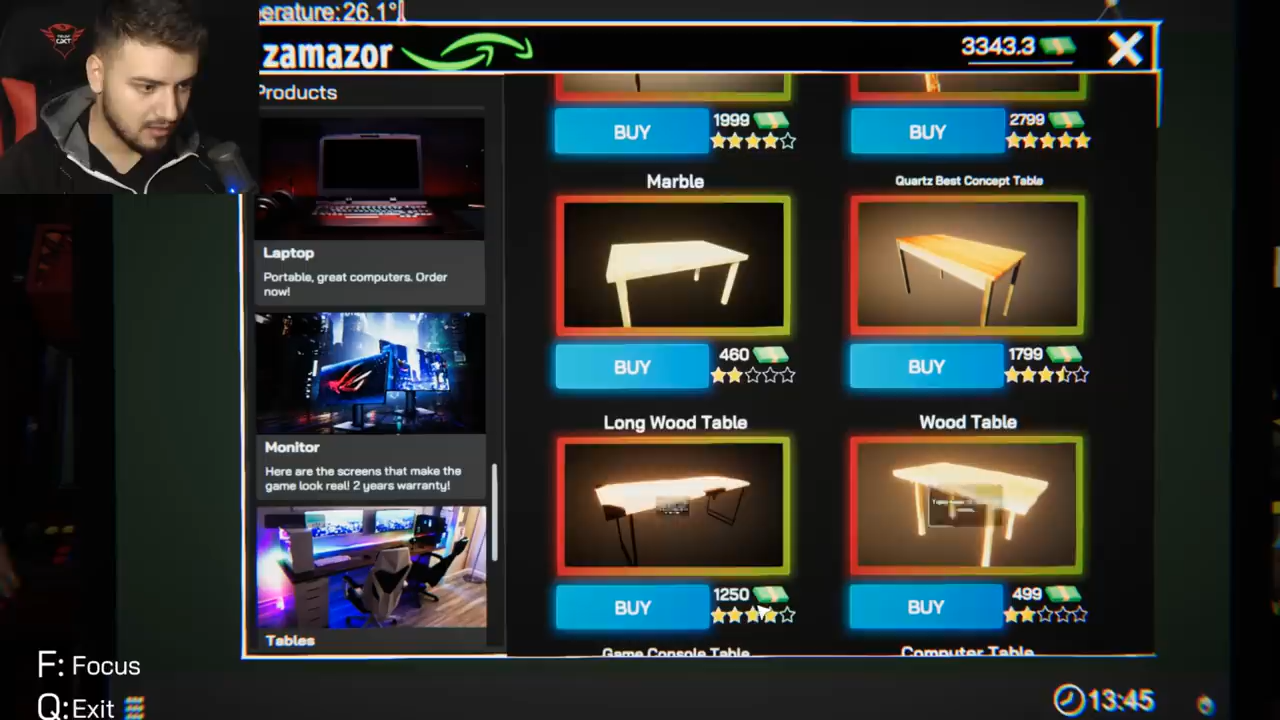 erature:26.1°
zamazor
3343.3
Products
1999
2799
BUY
BUY
Marble
Quartz Best Concept Table
Laptop
Portable, great computers. Order
now!
460
1799
BUY
BUY
Long Wood Table
Wood Table
Monitor
Here are the screens that make the
game look real! 2 years warranty!
1250
499
BUY
BUY
Tables
Game Console Table
Computer Table
F: Focus
Q: Exit
13:45